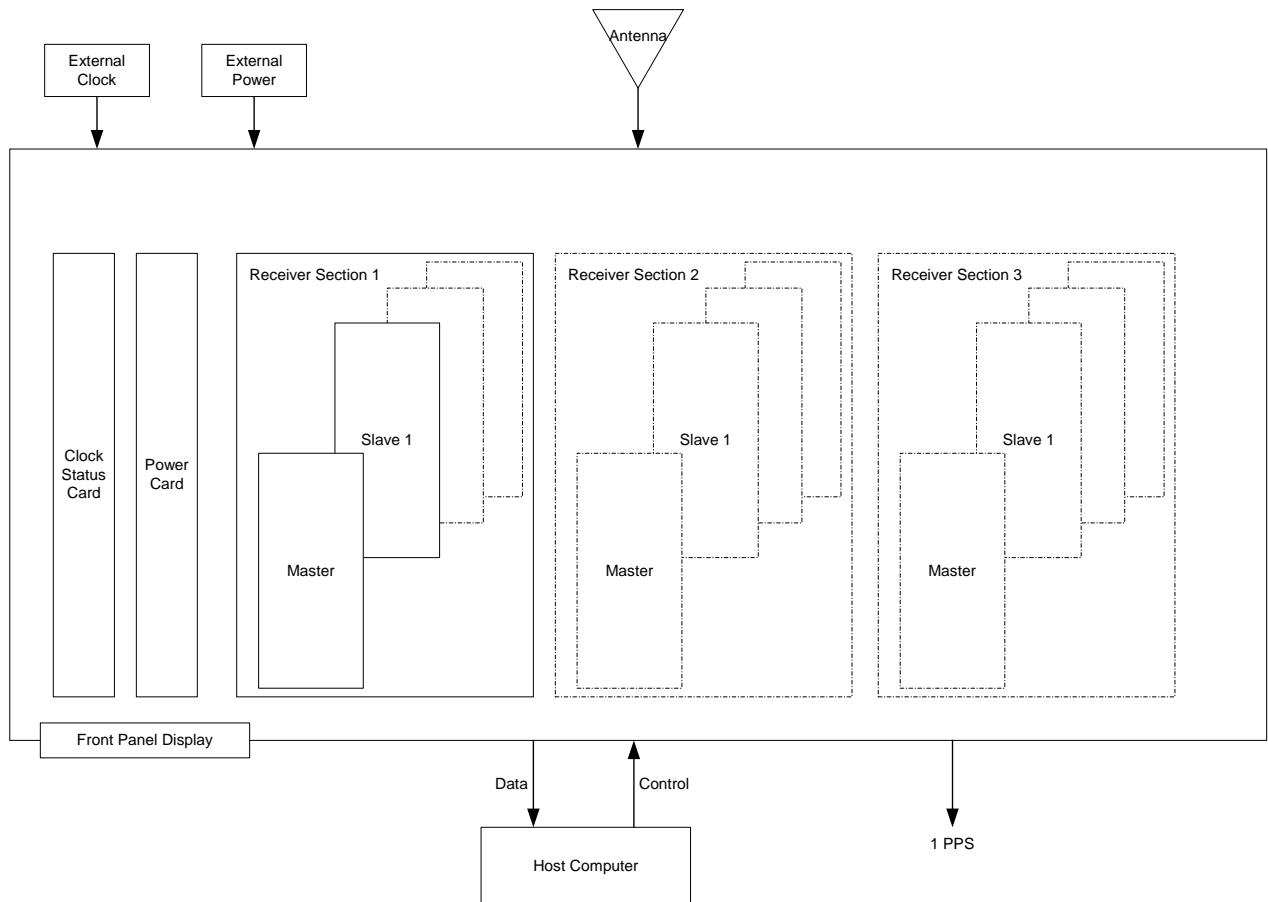 Antenna
External
Clock
External
Power
Receiver Section 1
Receiver Section 2
Receiver Section 3
Slave 1
Slave 1
Slave 1
Clock
Status
Card
Power
Card
Master
Master
Master
Front Panel Display
Data
Control
1 PPS
Host Computer